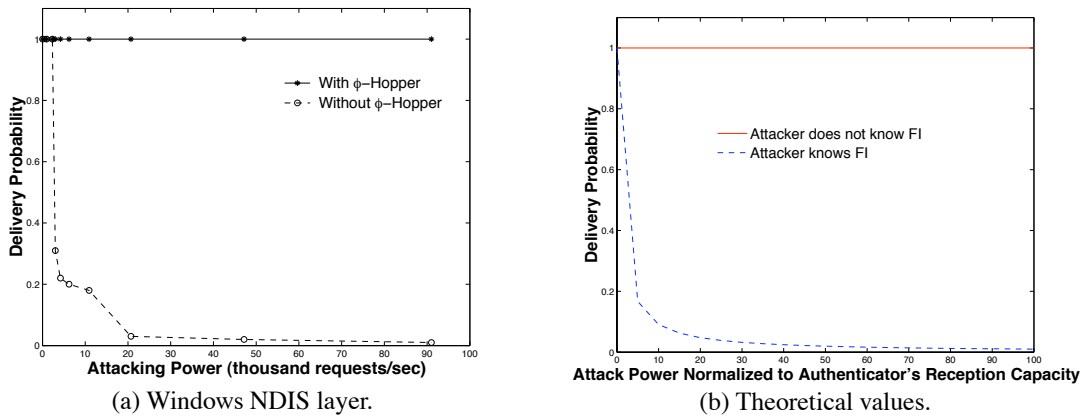 1
0.8
0.6
0.4
0.2
0
Delivery Probability
With ϕ-Hopper
Without ϕ-Hopper
0 10 20 30 40 50 60 70 80 90 100
Attacking Power (thousand requests/sec)
(a) Windows NDIS layer.
1
0.8
0.6
0.4
0.2
0
Delivery Probability
Attacker does not know FI
Attacker knows FI
0 10 20 30 40 50 60 70 80 90 100
Attack Power Normalized to Authenticator's Reception Capacity
(b) Theoretical values.